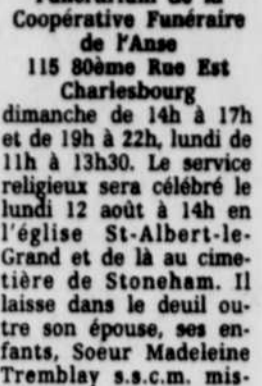 Funérarium de la
Coopérative Funéraire
de l'Anse
115 80ème Rue Est
Charlesbourg
dimanche de 14h à 17h
et de 19h à 22h, lundi de
11h à 13h30. Le service
religieux sera célébré le
lundi 12 août à 14h en
l'église St-Albert-le-
Grand et de là au cime-
tière de Stoneham. Il
laisse dans le deuil ou-
tre son épouse, ses en-
fants, Soeur Madeleine
Tremblay s.s.c.m. mis-